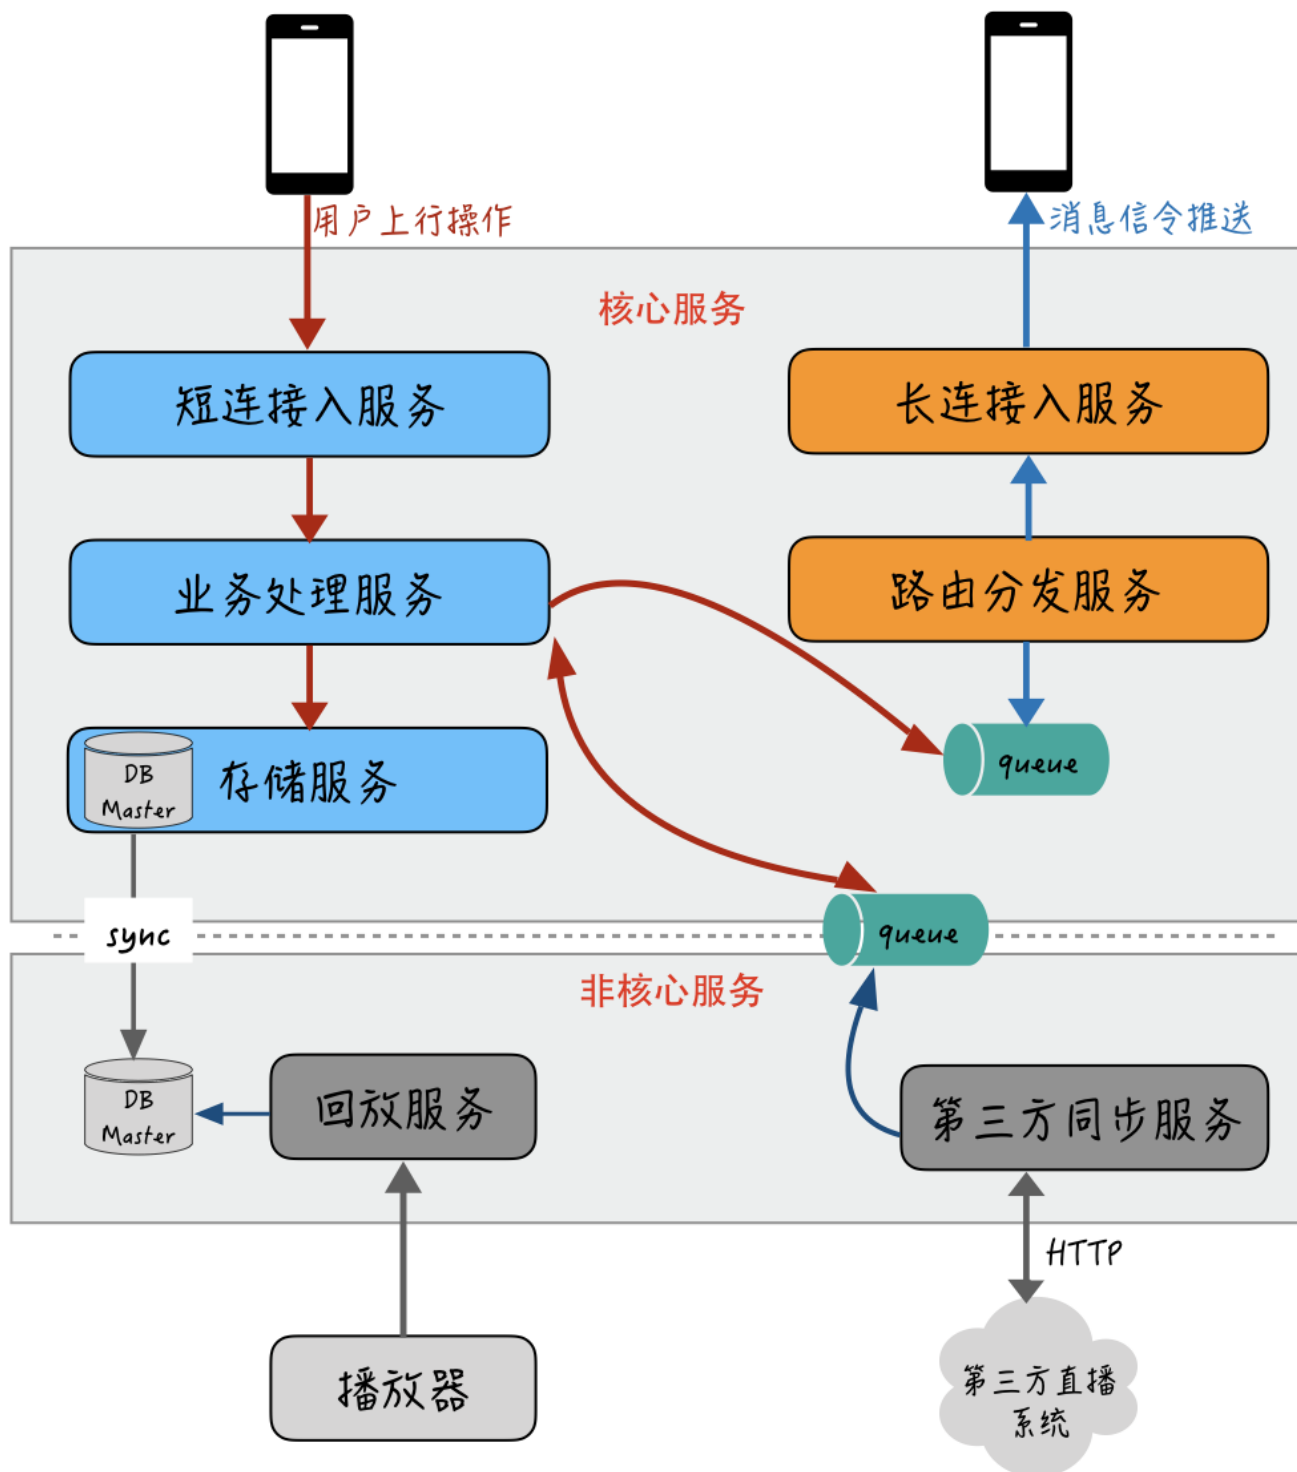 用户上行操作
消息信令推送
核心服务
短连接入服务
长连接入服务
业务处理服务
路由分发服务
DB
Master
存储服务
queue
sync
queue
非核心服务
DB
Master
回放服务
第三方同步服务
HTTP
播放器
第三方直播
系统